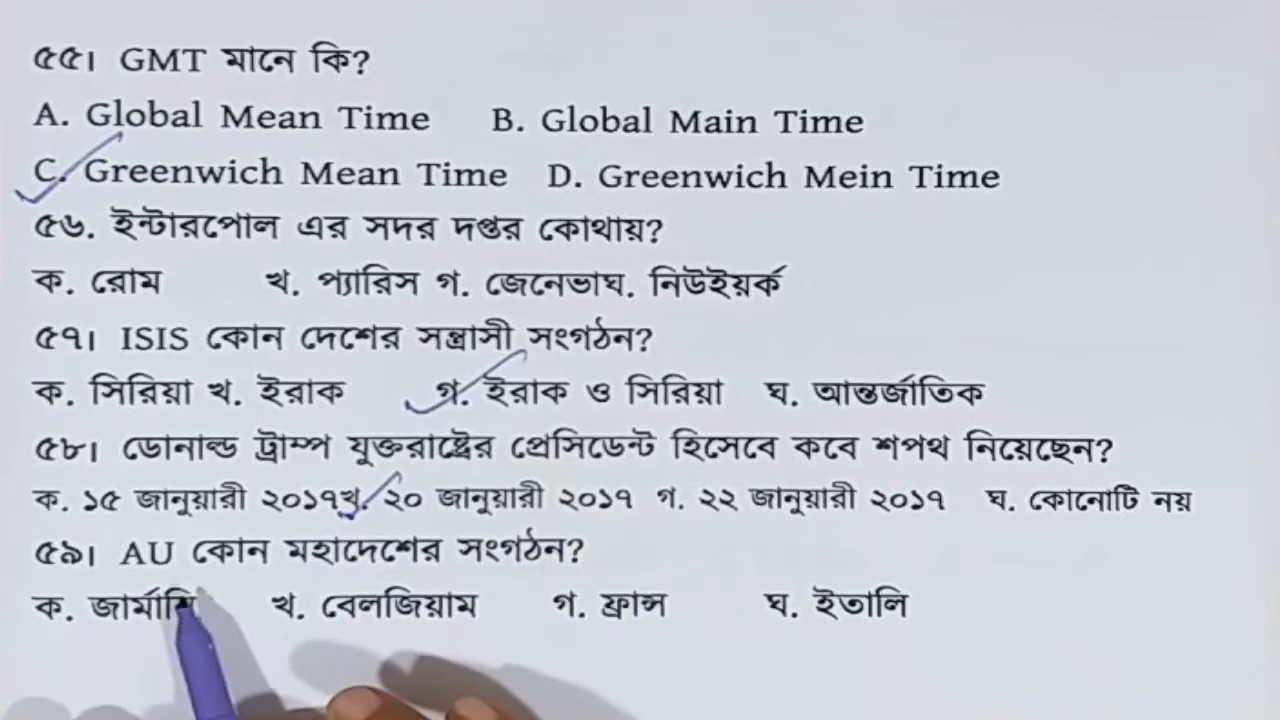 ৫৫। GMT মানে কি?
A. Global Mean Time B. Global Main Time
C. Greenwich Mean Time D. Greenwich Mein Time
৫৬. ইন্টারপোল এর সদর দপ্তর কোথায়?
ক. রোম খ. প্যারিস গ. জেনেভাঘ. নিউইয়র্ক
৫৭। ISIS কোন দেশের সন্ত্রাসী সংগঠন?
ক. সিরিয়া খ. ইরাক গ. ইরাক ও সিরিয়া ঘ. আন্তর্জাতিক
৫৮। ডোনাল্ড ট্রাম্প যুক্তরাষ্ট্রের প্রেসিডেন্ট হিসেবে কবে শপথ নিয়েছেন?
ক. ১৫ জানুয়ারী ২০১৭খ. ২০ জানুয়ারী ২০১৭ গ. ২২ জানুয়ারী ২০১৭ ঘ. কোনোটি নয়
৫৯। AU কোন মহাদেশের সংগঠন?
ক. জার্মানি খ. বেলজিয়াম গ. ফ্রান্স ঘ. ইতালি